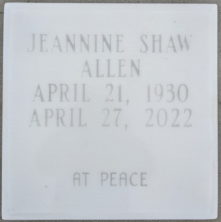 JEANNINE SHAW
ALLEN
APRIL 21, 1930
APRIL 27, 2022
AT PEACE